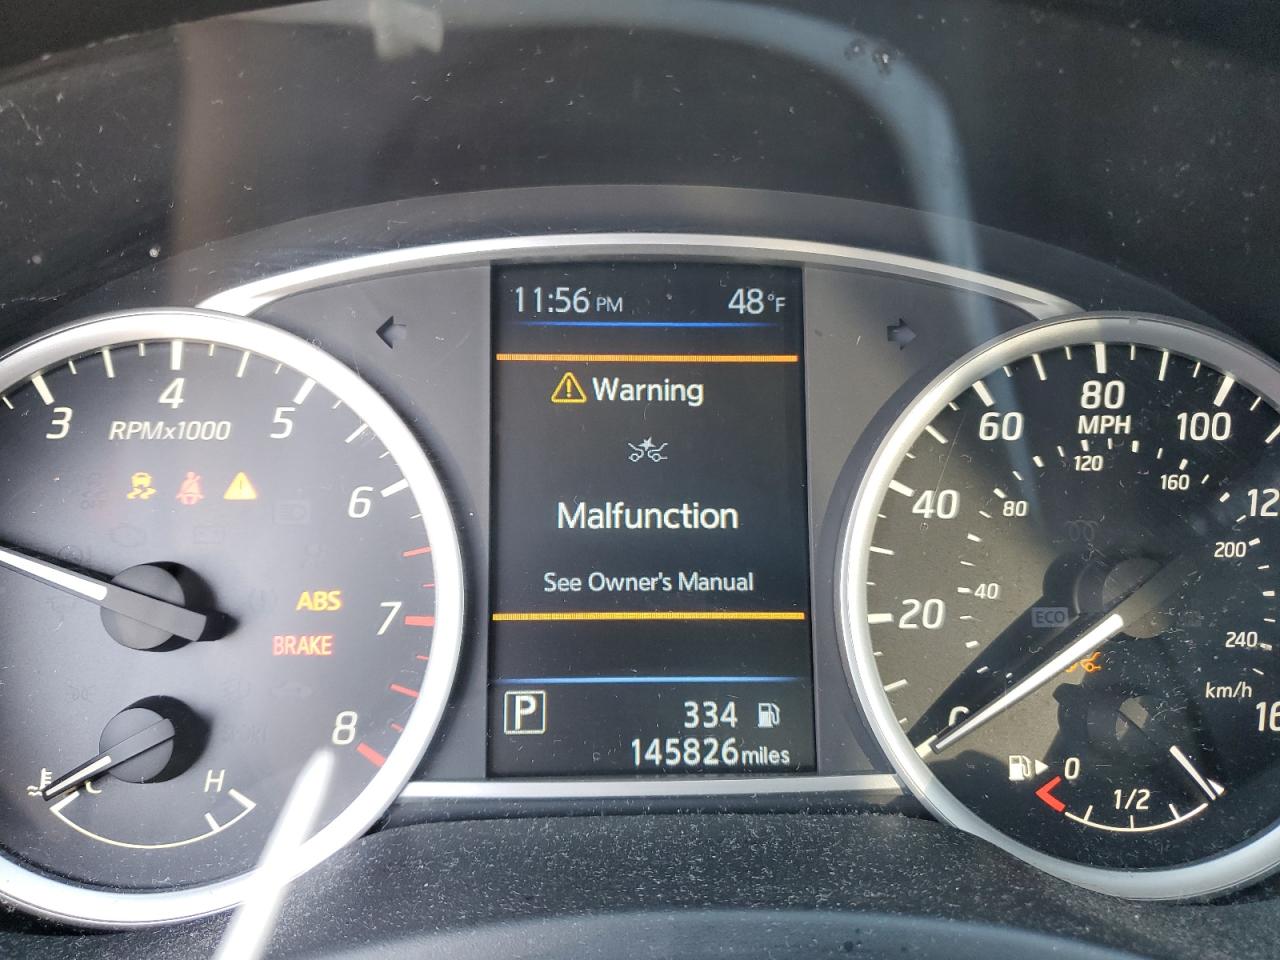 11:56 PM 48°F
Warning
Malfunction
See Owner's Manual
P 334
145826 miles
3 4 5 6 7 8
RPMx1000
ABS
BRAKE
C H
20 40 60 80 100
MPH
40 80 120 160 200 240
km/h
ECO
0 1/2